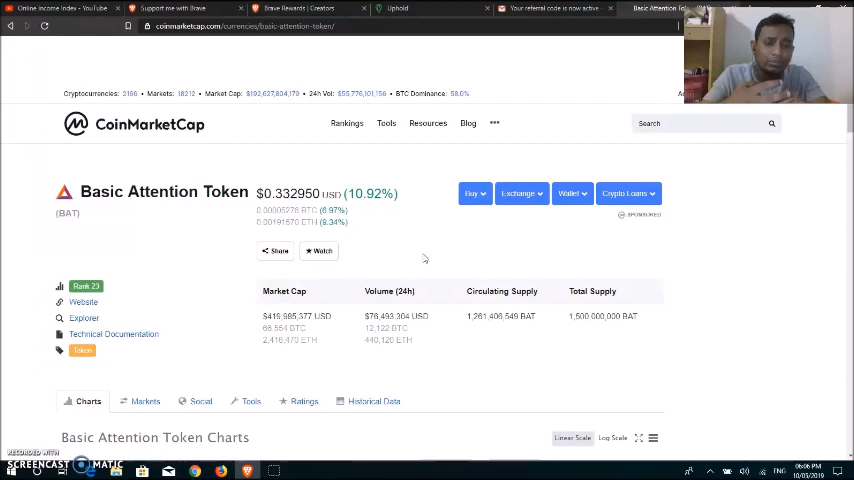 Online Income Index - YouTube
Support me with Brave
Brave Rewards | Creators
Uphold
Your referral code is now active -
Basic Attention Token
coinmarketcap.com/currencies/basic-attention-token/
Cryptocurrencies: 2166 • Markets: 18212 • Market Cap: $192,627,804,179 • 24h Vol: $55,776,101,156 • BTC Dominance: 58.0%
CoinMarketCap
Rankings Tools Resources Blog •••
Search
Basic Attention Token
(BAT)
$0.332950 USD (10.92%)
0.00005276 BTC (6.97%)
0.00191570 ETH (9.34%)
Buy Exchange Wallet Crypto Loans
SPONSORED
Share Watch
Rank 23
Website
Explorer
Technical Documentation
Token
Market Cap Volume (24h) Circulating Supply Total Supply
$419,985,377 USD $76,493,304 USD 1,261,406,549 BAT 1,500,000,000 BAT
66,554 BTC 12,122 BTC
2,416,470 ETH 440,120 ETH
Charts Markets Social Tools Ratings Historical Data
Basic Attention Token Charts
Linear Scale Log Scale
RECORDED WITH
SCREENCAST MATIC
ENG
06:06 PM
10/05/2019